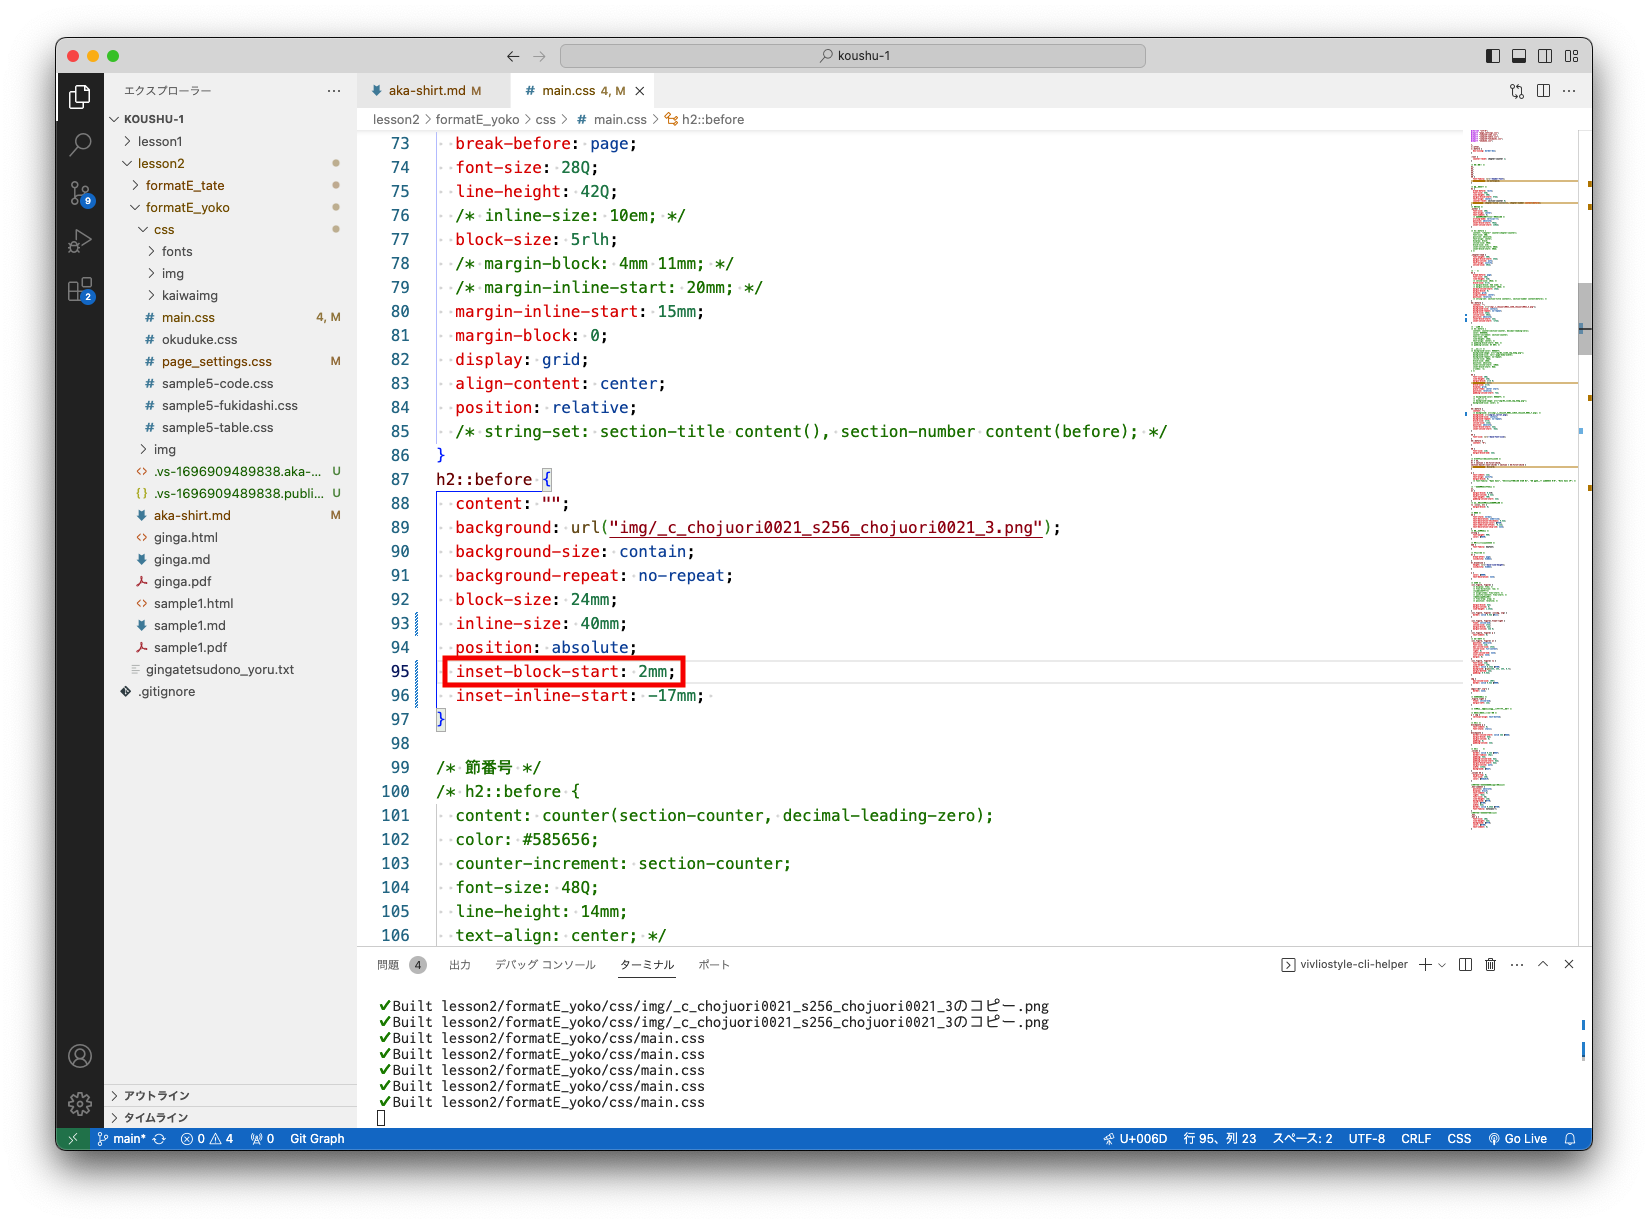 koushu-1
エクスプローラー
KOUSHU-1
lesson1
lesson2
formatE_tate
formatE_yoko
css
fonts
img
kaiwaimg
main.css 4, M
okuduke.css
page_settings.css M
sample5-code.css
sample5-fukidashi.css
sample5-table.css
img
.vs-1696909489838.aka-... U
.vs-1696909489838.publi... U
aka-shirt.md M
ginga.html
ginga.md
ginga.pdf
sample1.html
sample1.md
sample1.pdf
gingatetsudono_yoru.txt
.gitignore
アウトライン
タイムライン
9
2
aka-shirt.md M
main.css 4, M
lesson2 > formatE_yoko > css > # main.css > h2::before
73 break-before: page;
74 font-size: 28Q;
75 line-height: 42Q;
76 /* inline-size: 10em; */
77 block-size: 5rlh;
78 /* margin-block: 4mm 11mm; */
79 /* margin-inline-start: 20mm; */
80 margin-inline-start: 15mm;
81 margin-block: 0;
82 display: grid;
83 align-content: center;
84 position: relative;
85 /* string-set: section-title content(), section-number content(before); */
86 }
87 h2::before {
88 content: "";
89 background: url("img/_c_chojuori0021_s256_chojuori0021_3.png");
90 background-size: contain;
91 background-repeat: no-repeat;
92 block-size: 24mm;
93 inline-size: 40mm;
94 position: absolute;
95 inset-block-start: 2mm;
96 inset-inline-start: -17mm;
97 }
98
99 /* 節番号 */
100 /* h2::before {
101 content: counter(section-counter, decimal-leading-zero);
102 color: #585656;
103 counter-increment: section-counter;
104 font-size: 48Q;
105 line-height: 14mm;
106 text-align: center; */
問題 4 出力 デバッグ コンソール ターミナル ポート
vivliostyle-cli-helper
✔Built lesson2/formatE_yoko/css/img/_c_chojuori0021_s256_chojuori0021_3のコピー.png
✔Built lesson2/formatE_yoko/css/img/_c_chojuori0021_s256_chojuori0021_3のコピー.png
✔Built lesson2/formatE_yoko/css/main.css
✔Built lesson2/formatE_yoko/css/main.css
✔Built lesson2/formatE_yoko/css/main.css
✔Built lesson2/formatE_yoko/css/main.css
✔Built lesson2/formatE_yoko/css/main.css
main* 0 4 0 Git Graph
U+006D 行 95、列 23 スペース: 2 UTF-8 CRLF CSS Go Live